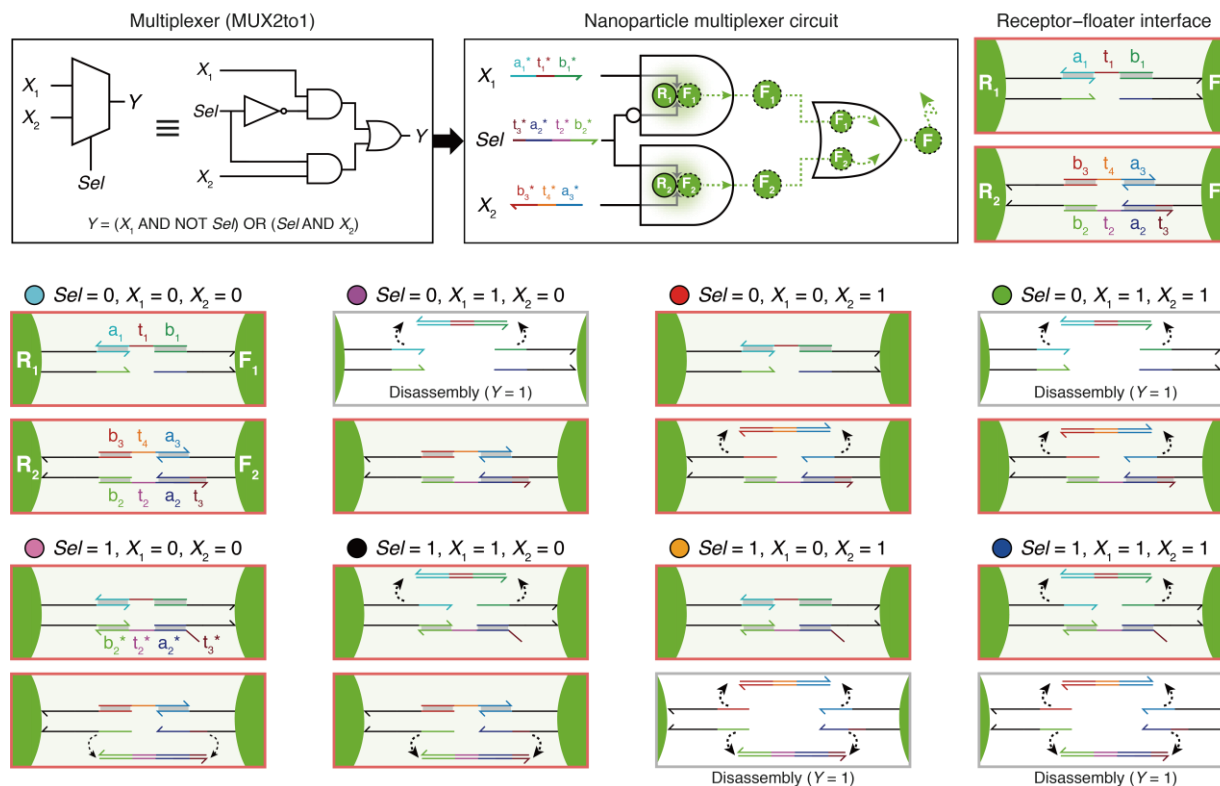 Multiplexer (MUX2to1)
X₁
X₂
Y
Sel
≡
X₁
Sel
X₂
Y
Y = (X₁ AND NOT Sel) OR (Sel AND X₂)
Nanoparticle multiplexer circuit
X₁
a₁* t₁* b₁*
Sel
t₃* a₂* t₂* b₂*
X₂
b₃* t₄* a₃*
R₁ F₁
F₁
R₂ F₂
F₂
F₁
F₂
F
Receptor–floater interface
a₁ t₁ b₁
R₁ F
b₃ t₄ a₃
R₂ F
b₂ t₂ a₂ t₃
Sel = 0, X₁ = 0, X₂ = 0
a₁ t₁ b₁
R₁ F₁
b₃ t₄ a₃
R₂ F₂
b₂ t₂ a₂ t₃
Sel = 0, X₁ = 1, X₂ = 0
Disassembly (Y = 1)
Sel = 0, X₁ = 0, X₂ = 1
Sel = 0, X₁ = 1, X₂ = 1
Disassembly (Y = 1)
Sel = 1, X₁ = 0, X₂ = 0
b₂* t₂* a₂* t₃*
Sel = 1, X₁ = 1, X₂ = 0
Sel = 1, X₁ = 0, X₂ = 1
Disassembly (Y = 1)
Sel = 1, X₁ = 1, X₂ = 1
Disassembly (Y = 1)